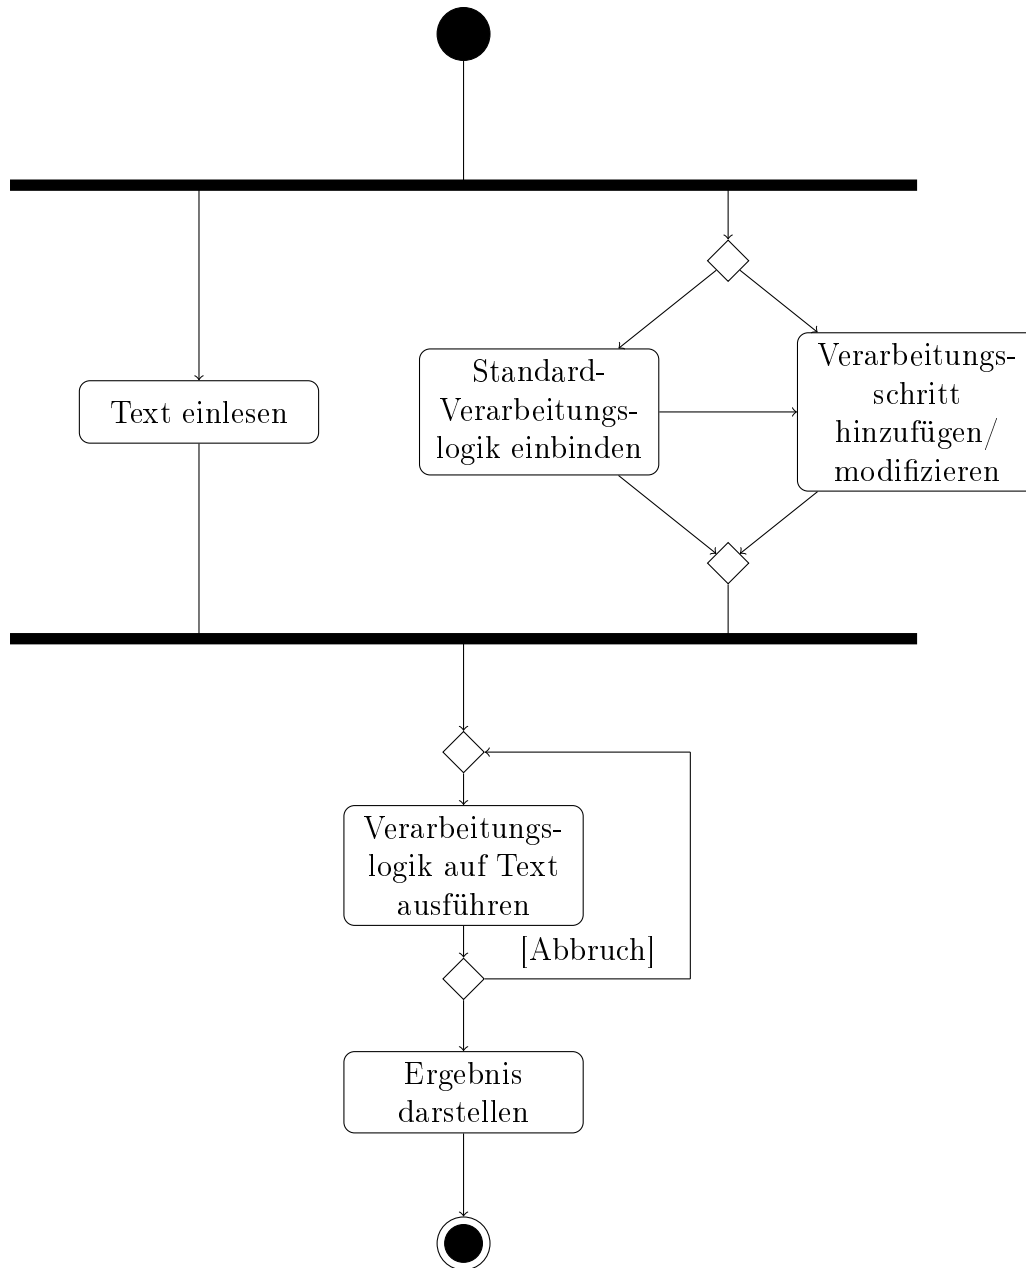 Text einlesen
Standard-
Verarbeitungs-
logik einbinden
Verarbeitungs-
schritt
hinzufügen/
modifizieren
Verarbeitungs-
logik auf Text
ausführen
[Abbruch]
Ergebnis
darstellen